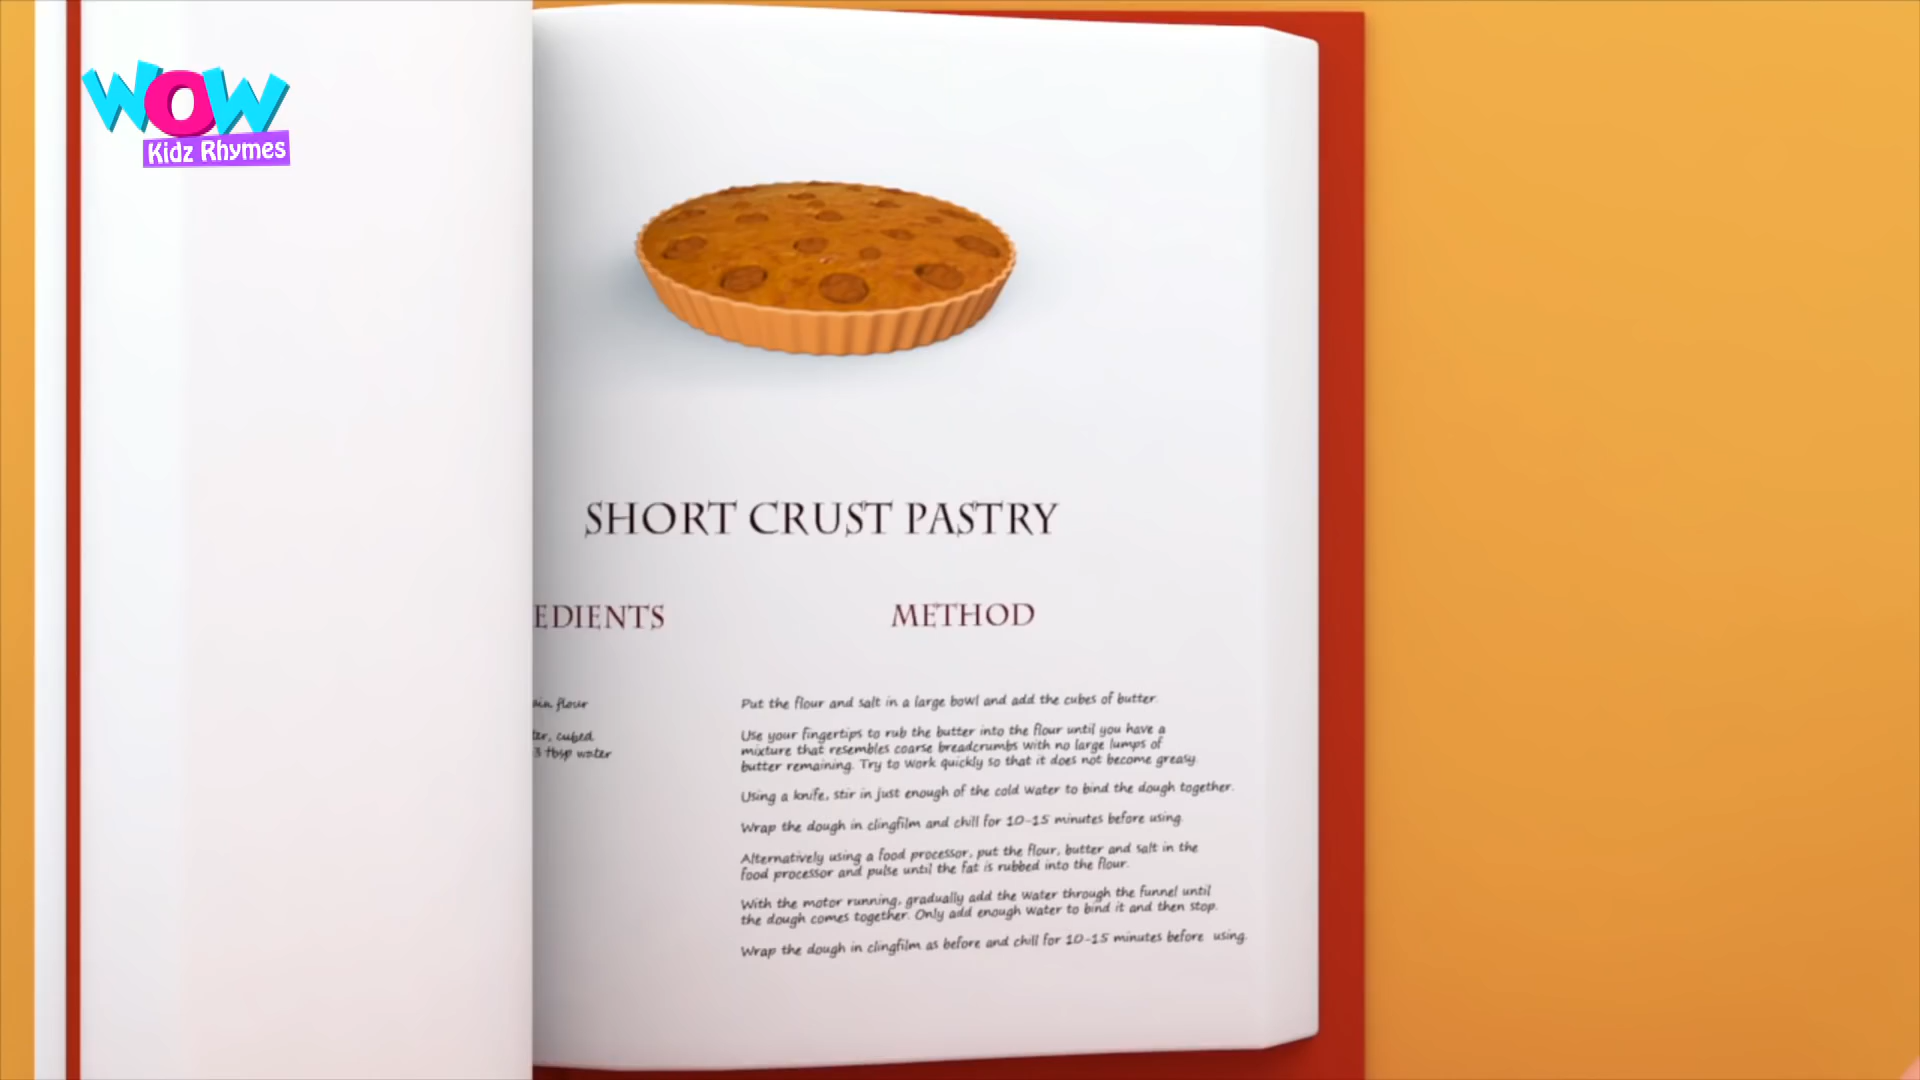 WOW
Kidz Rhymes
SHORT CRUST PASTRY
EDIENTS
METHOD
ain flour
ter, cubed
3 tbsp water
Put the flour and salt in a large bowl and add the cubes of butter.
Use your fingertips to rub the butter into the flour until you have a
mixture that resembles coarse breadcrumbs with no large lumps of
butter remaining. Try to work quickly so that it does not become greasy.
Using a knife, stir in just enough of the cold water to bind the dough together.
Wrap the dough in clingfilm and chill for 10-15 minutes before using.
Alternatively using a food processor, put the flour, butter and salt in the
food processor and pulse until the fat is rubbed into the flour.
With the motor running, gradually add the water through the funnel until
the dough comes together. Only add enough water to bind it and then stop.
Wrap the dough in clingfilm as before and chill for 10-15 minutes before using.